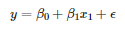 y = β₀ + β₁x₁ + ϵ